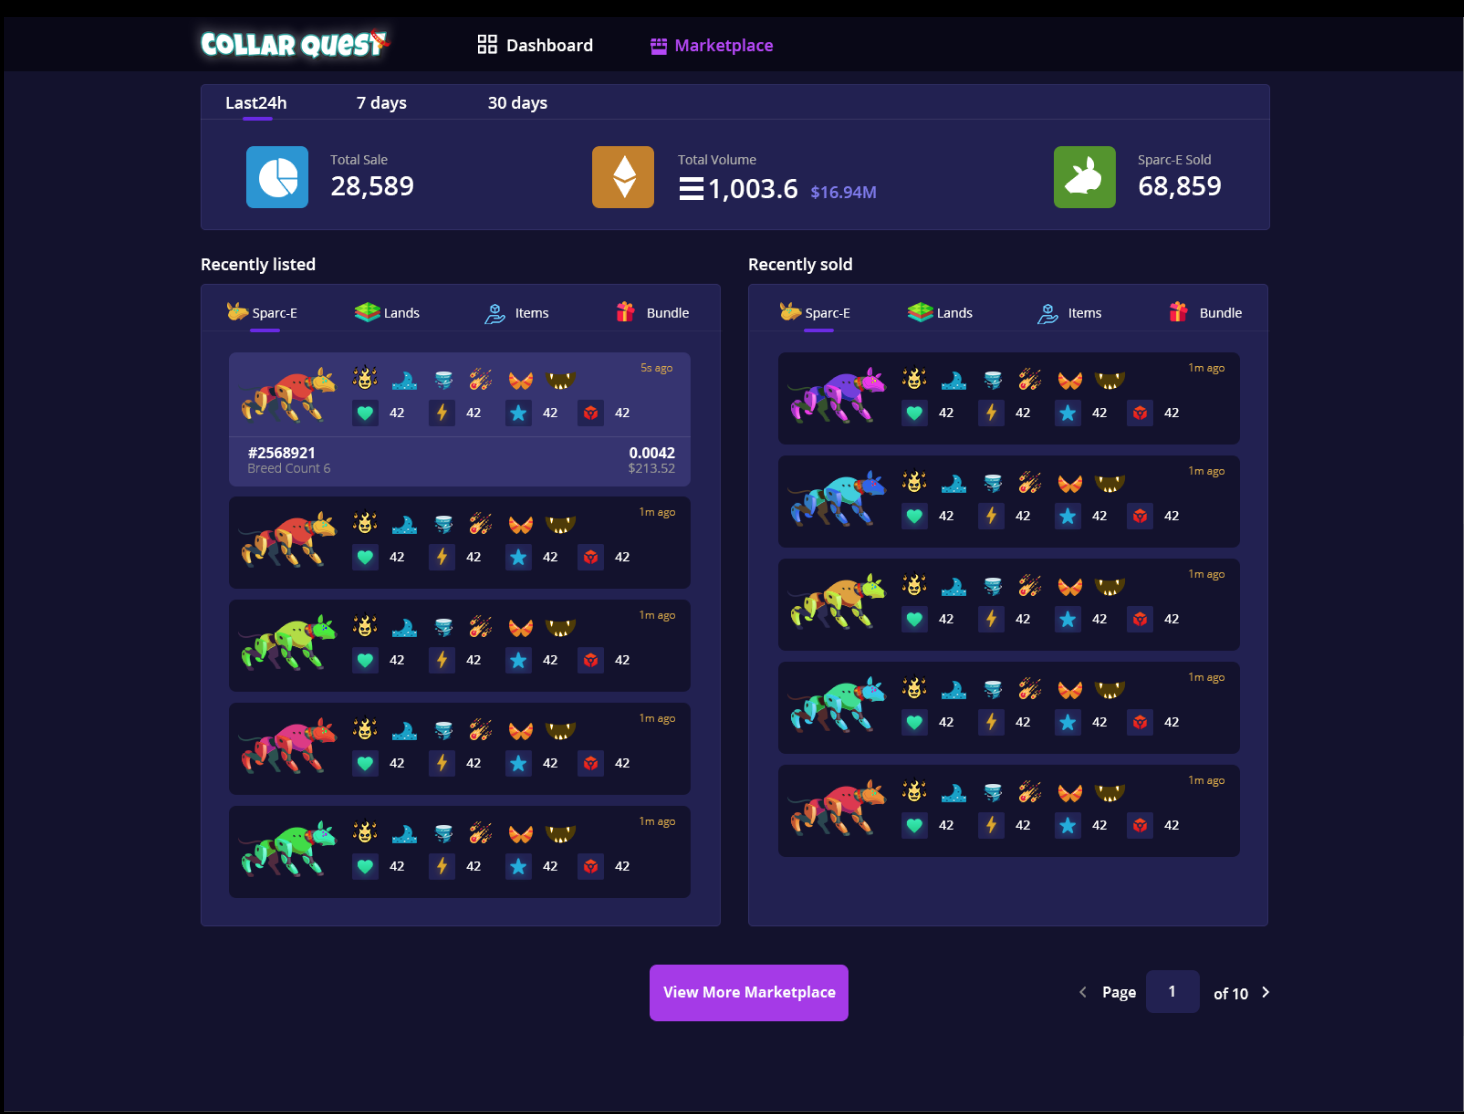 COLLAR QUEST
Dashboard
Marketplace
Last24h
7 days
30 days
Total Sale
28,589
Total Volume
1,003.6 $16.94M
Sparc-E Sold
68,859
Recently listed
Sparc-E
Lands
Items
Bundle
5s ago
42 42 42 42
#2568921
0.0042
Breed Count 6
$213.52
1m ago
42 42 42 42
1m ago
42 42 42 42
1m ago
42 42 42 42
1m ago
42 42 42 42
Recently sold
Sparc-E
Lands
Items
Bundle
1m ago
42 42 42 42
1m ago
42 42 42 42
1m ago
42 42 42 42
1m ago
42 42 42 42
1m ago
42 42 42 42
View More Marketplace
Page 1 of 10